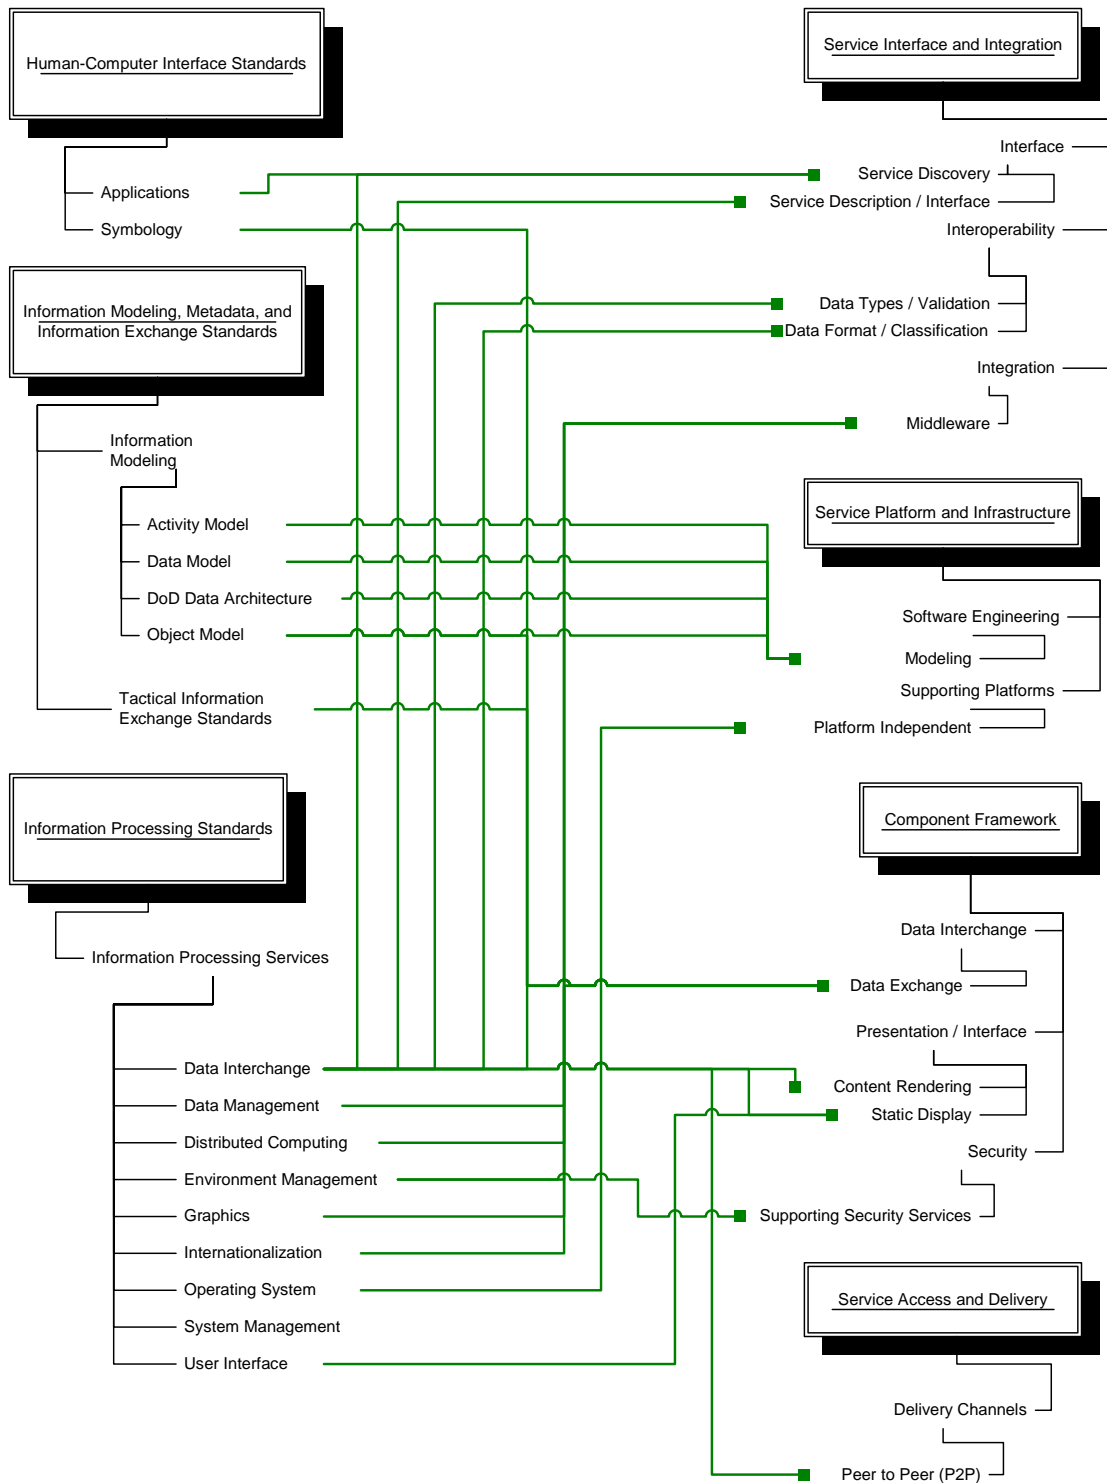 Human-Computer Interface Standards
Applications
Symbology
Information Modeling, Metadata, and
Information Exchange Standards
Information
Modeling
Activity Model
Data Model
DoD Data Architecture
Object Model
Tactical Information
Exchange Standards
Information Processing Standards
Information Processing Services
Data Interchange
Data Management
Distributed Computing
Environment Management
Graphics
Internationalization
Operating System
System Management
User Interface
Service Interface and Integration
Interface
Service Discovery
Service Description / Interface
Interoperability
Data Types / Validation
Data Format / Classification
Integration
Middleware
Service Platform and Infrastructure
Software Engineering
Modeling
Supporting Platforms
Platform Independent
Component Framework
Data Interchange
Data Exchange
Presentation / Interface
Content Rendering
Static Display
Security
Supporting Security Services
Service Access and Delivery
Delivery Channels
Peer to Peer (P2P)